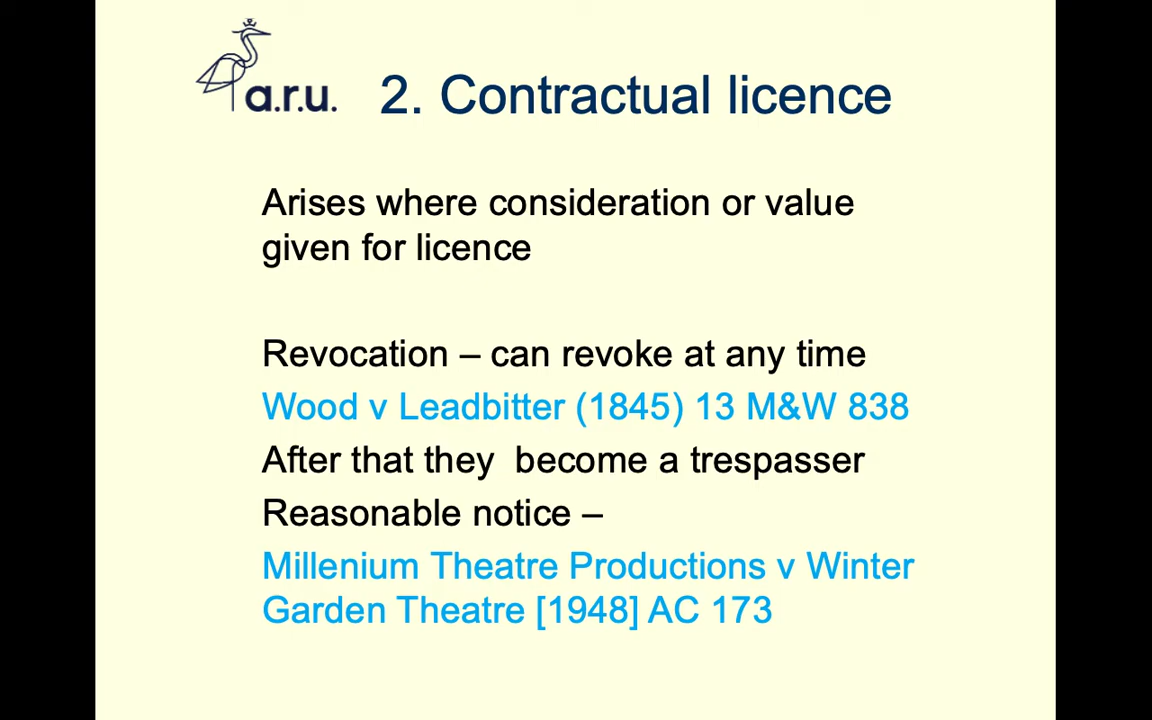 a.r.u.
2. Contractual licence
Arises where consideration or value
given for licence
Revocation – can revoke at any time
Wood v Leadbitter (1845) 13 M&W 838
After that they  become a trespasser
Reasonable notice –
Millenium Theatre Productions v Winter
Garden Theatre [1948] AC 173